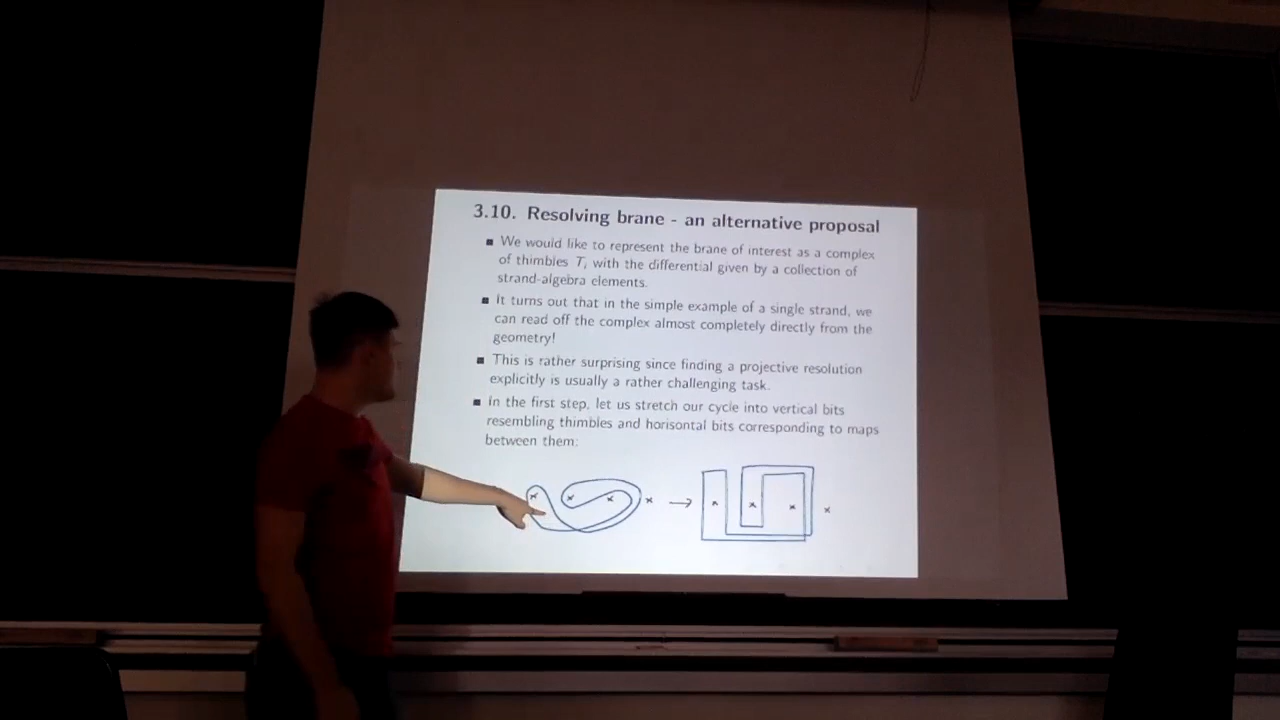 3.10. Resolving brane - an alternative proposal
We would like to represent the brane of interest as a complex
of thimbles Ti with the differential given by a collection of
strand-algebra elements.
It turns out that in the simple example of a single strand, we
can read off the complex almost completely directly from the
geometry!
This is rather surprising since finding a projective resolution
explicitly is usually a rather challenging task.
In the first step, let us stretch our cycle into vertical bits
resembling thimbles and horisontal bits corresponding to maps
between them: